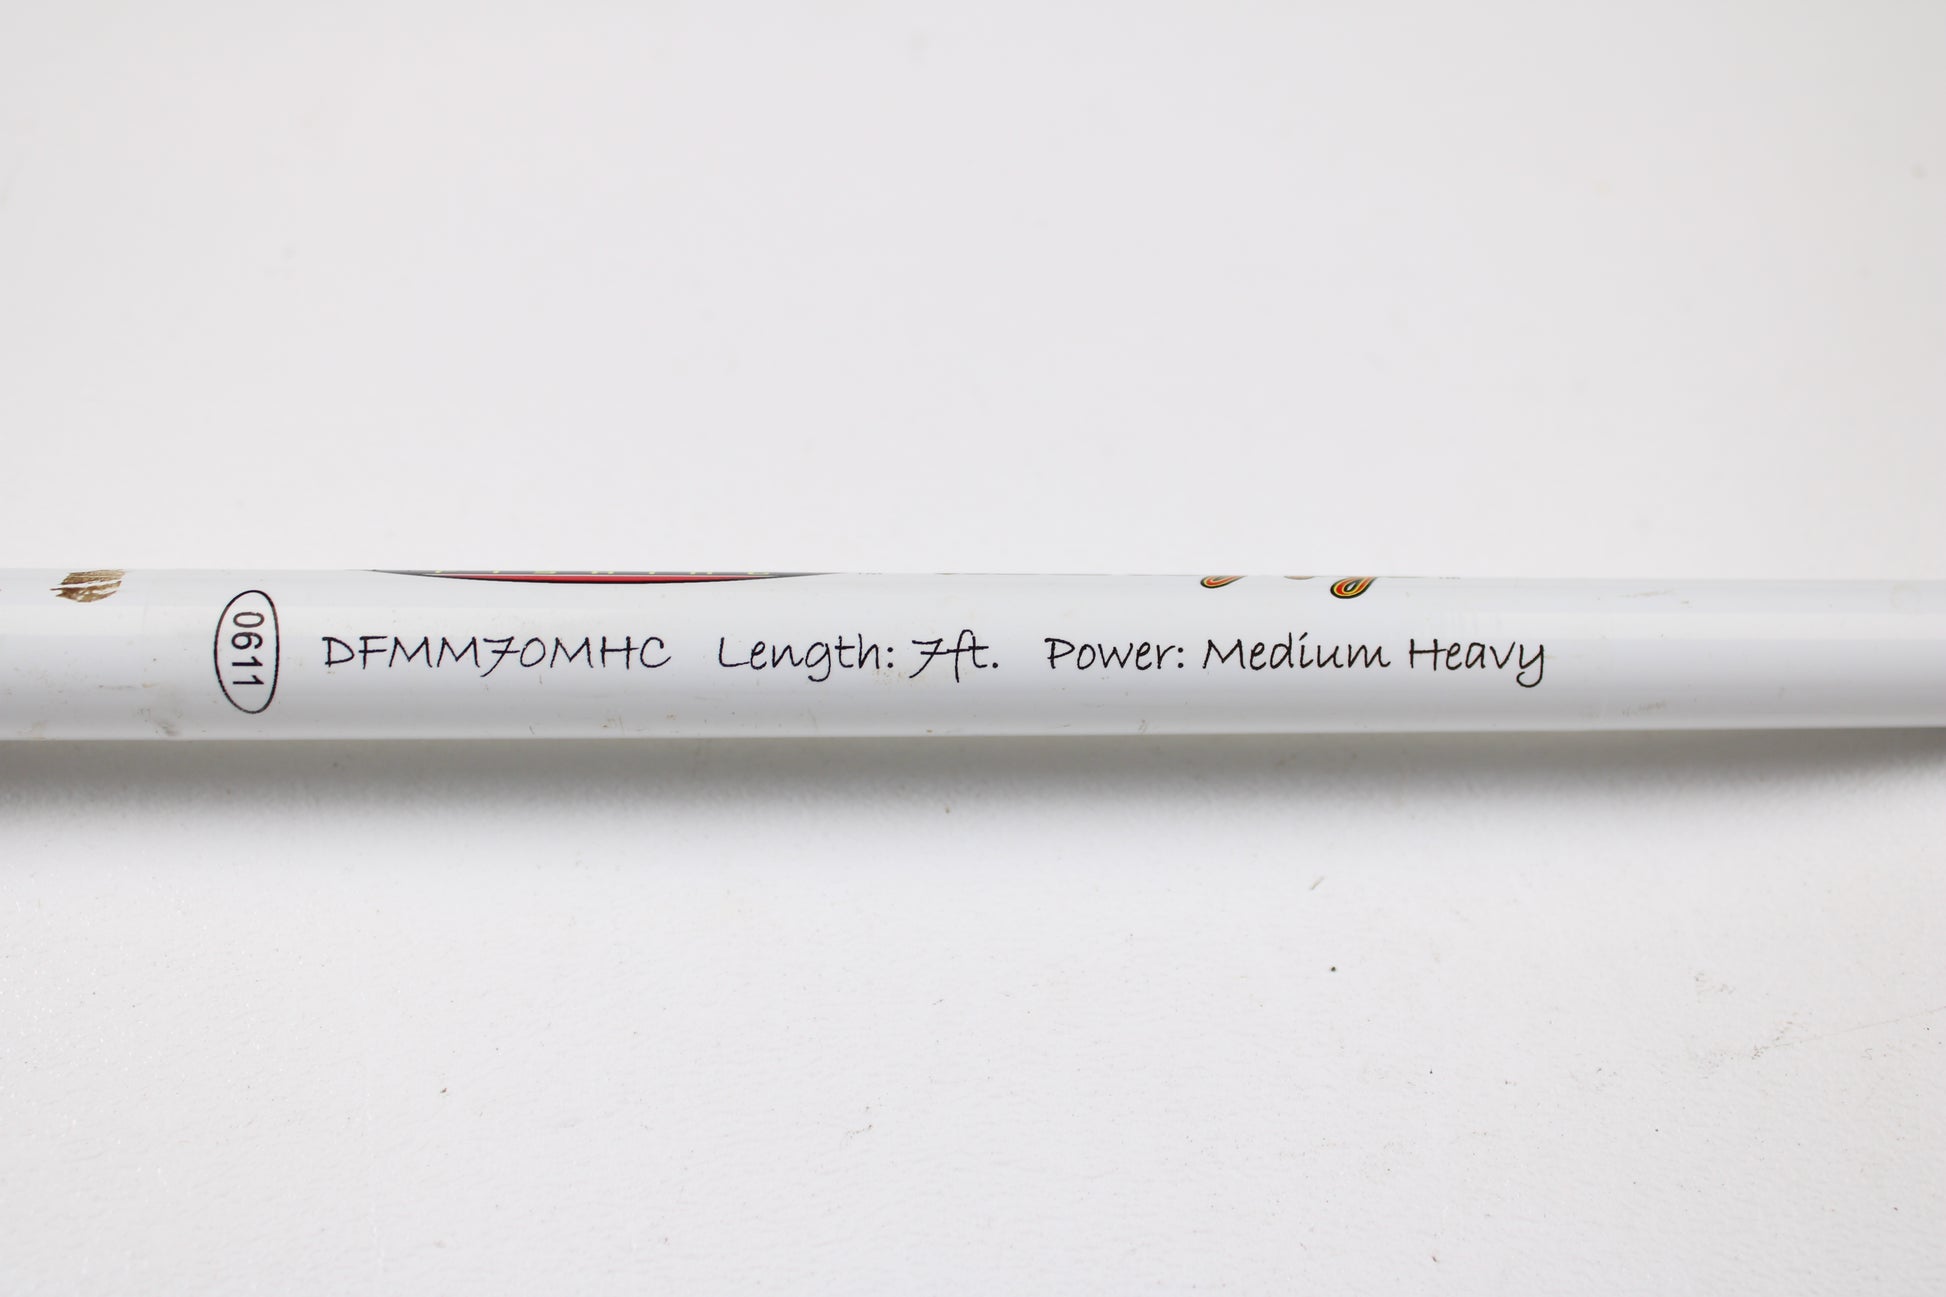 0611
DFMM70MHC Length: 7ft. Power: Medium Heavy